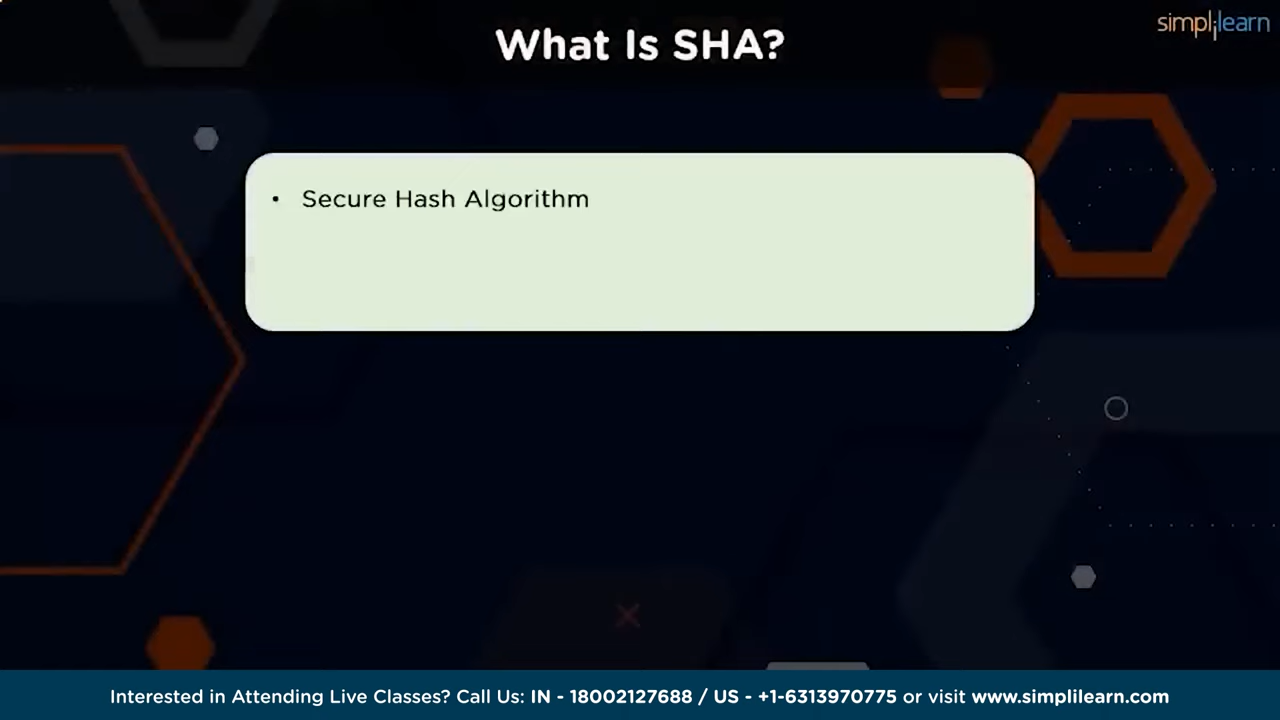 simplilearn
What Is SHA?
• Secure Hash Algorithm
Interested in Attending Live Classes? Call Us: IN - 18002127688 / US - +1-6313970775 or visit www.simplilearn.com